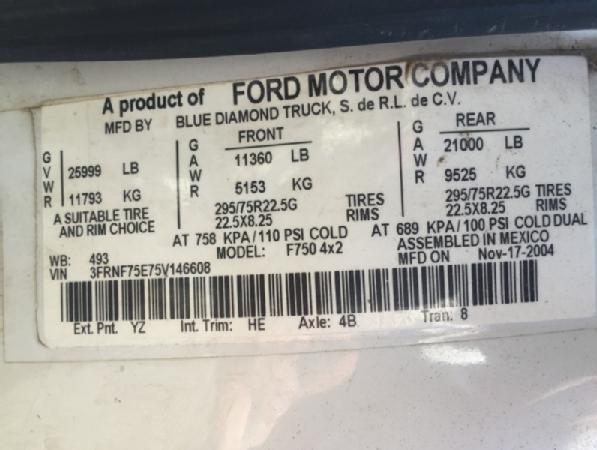 A product of FORD MOTOR COMPANY
MFD BY BLUE DIAMOND TRUCK, S. de R.L. de C.V.
GVWR 25999 LB
11793 KG
FRONT
GAWR 11360 LB
5153 KG
REAR
GAWR 21000 LB
9525 KG
A SUITABLE TIRE
AND RIM CHOICE
295/75R22.5G TIRES
22.5X8.25 RIMS
295/75R22.5G TIRES
22.5X8.25 RIMS
AT 758 KPA/110 PSI COLD
AT 689 KPA/100 PSI COLD DUAL
WB: 493
MODEL: F750 4x2
ASSEMBLED IN MEXICO
VIN 3FRNF75E75V146608
MFD ON Nov-17-2004
Ext. Pnt. YZ Int. Trim: HE Axle: 4B Tran: 8